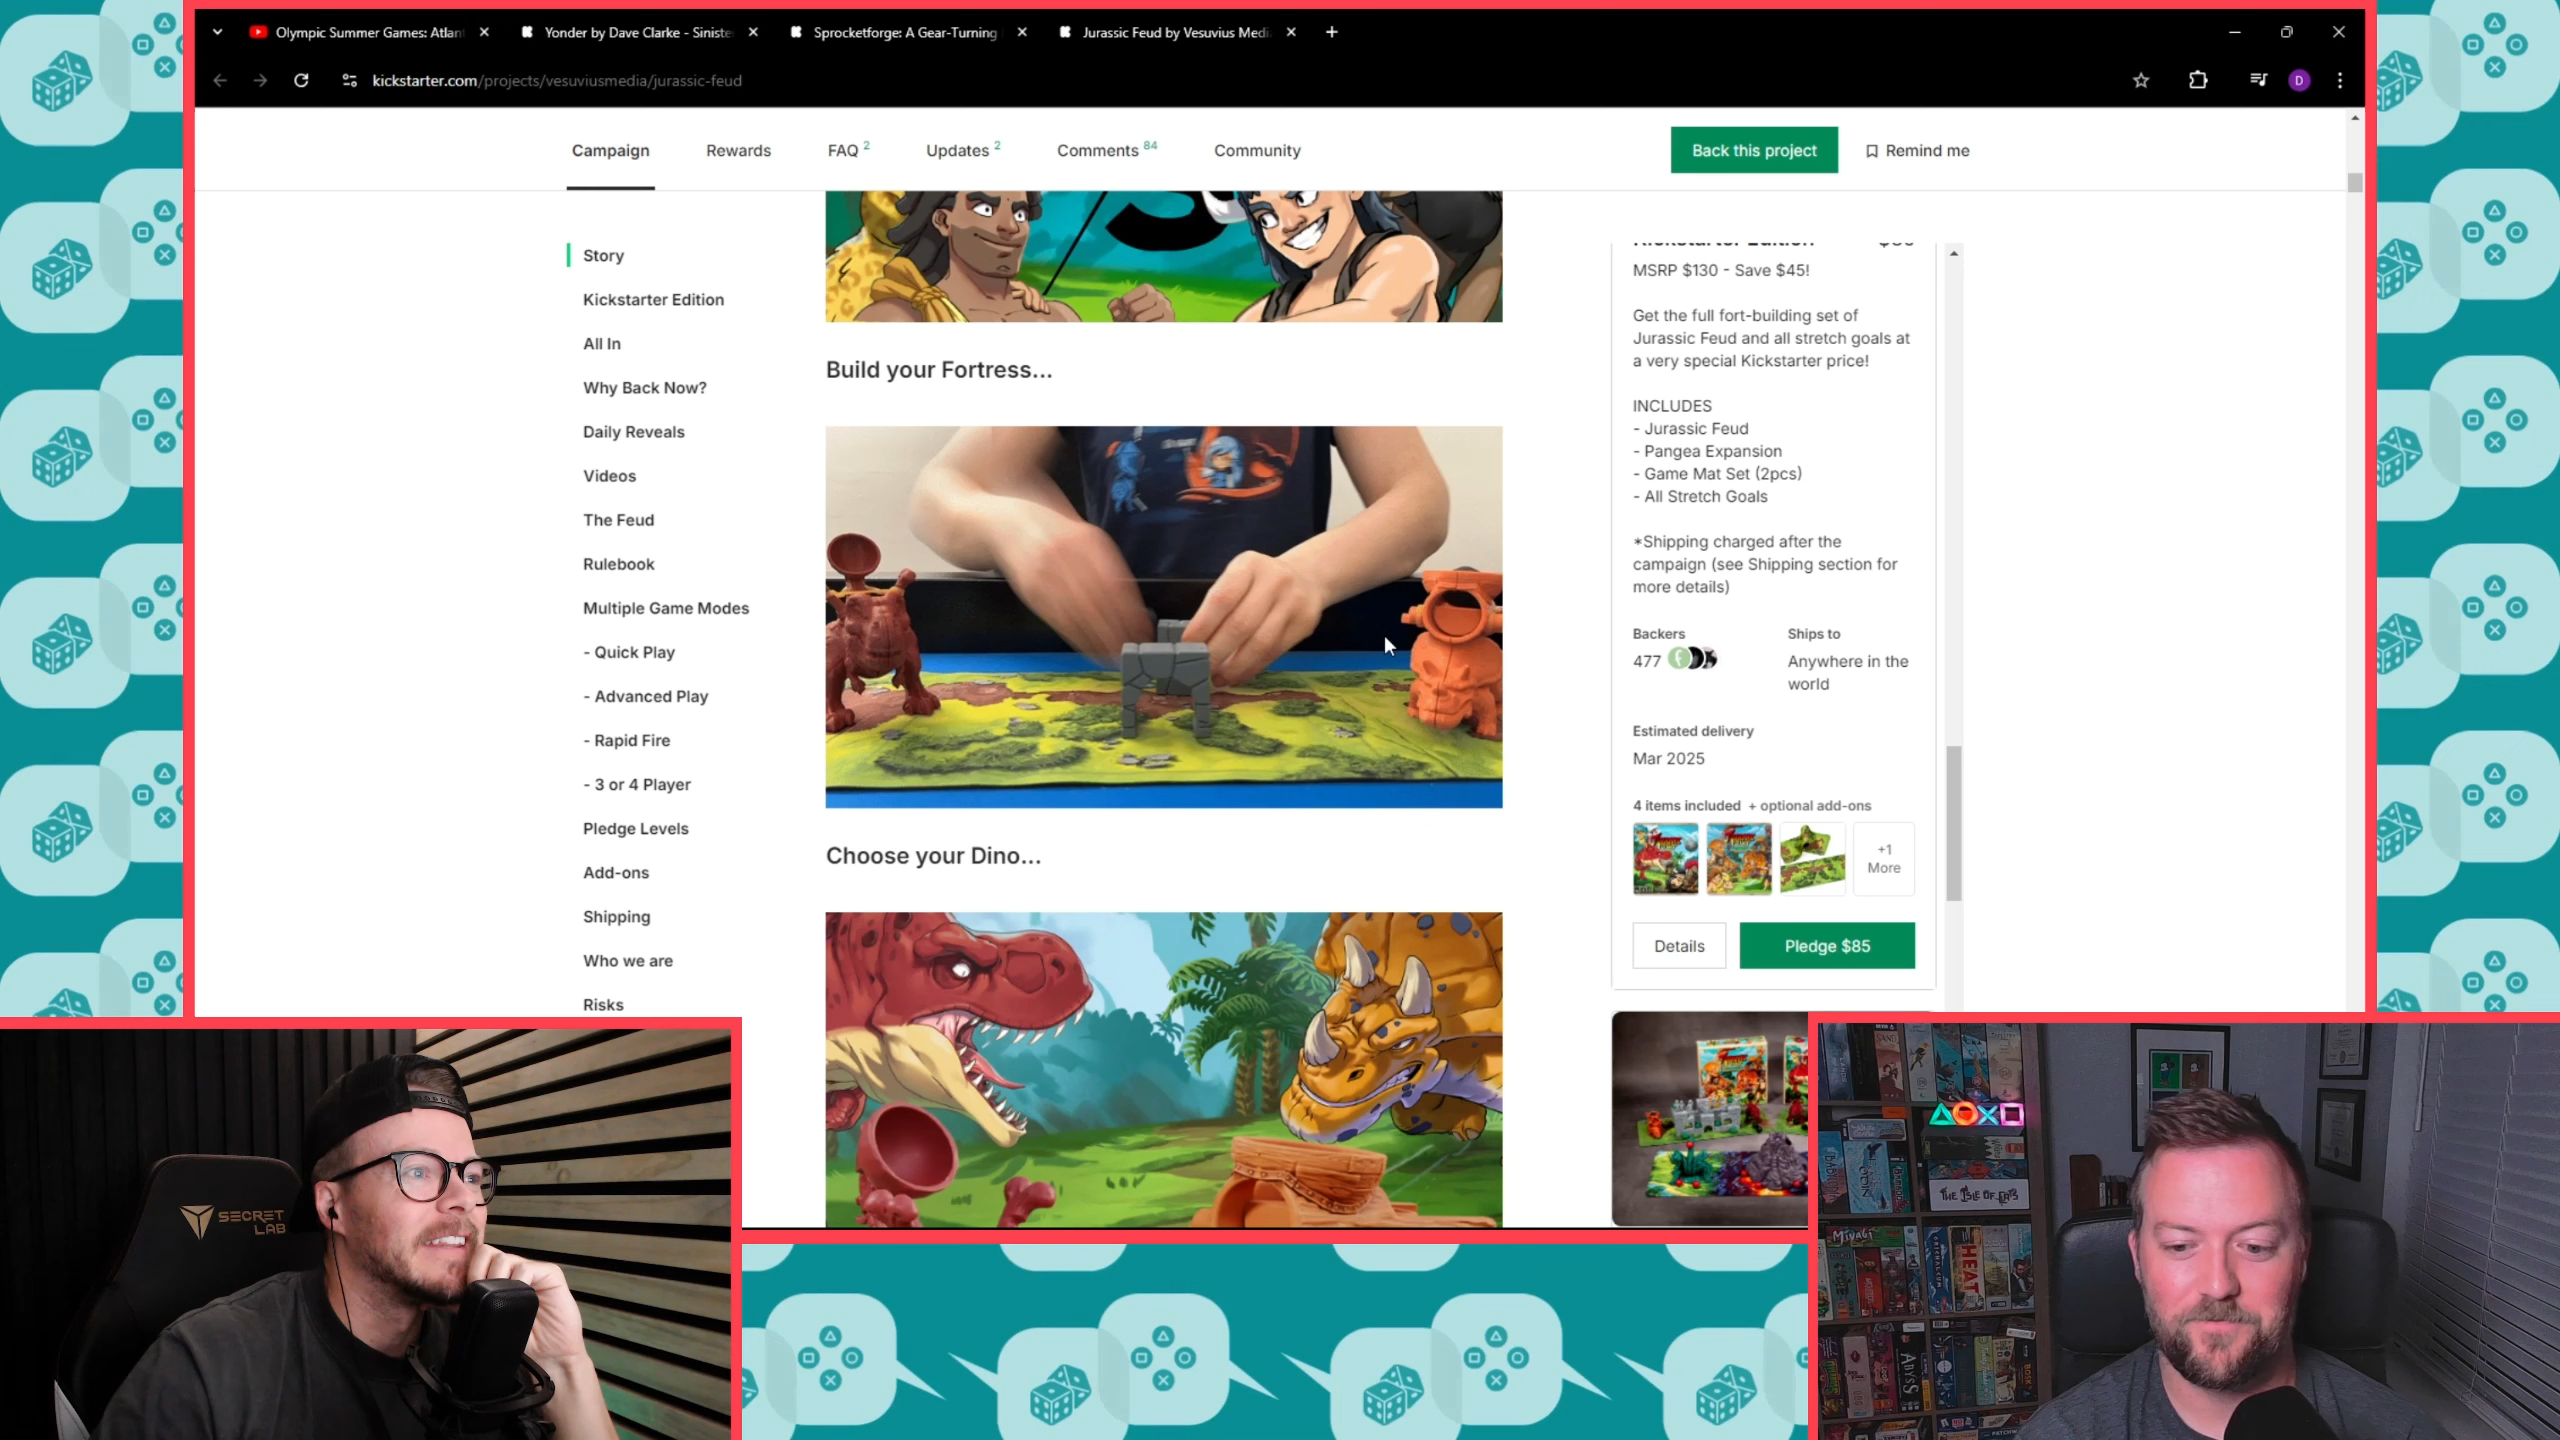 Olympic Summer Games: Atlan
Yonder by Dave Clarke - Siniste
Sprocketforge: A Gear-Turning
Jurassic Feud by Vesuvius Medi
kickstarter.com/projects/vesuviusmedia/jurassic-feud
D
Campaign
Rewards
FAQ 2
Updates 2
Comments 84
Community
Back this project
Remind me
Story
Kickstarter Edition
All In
Why Back Now?
Daily Reveals
Videos
The Feud
Rulebook
Multiple Game Modes
- Quick Play
- Advanced Play
- Rapid Fire
- 3 or 4 Player
Pledge Levels
Add-ons
Shipping
Who we are
Risks
Build your Fortress...
Choose your Dino...
MSRP $130 - Save $45!
Get the full fort-building set of
Jurassic Feud and all stretch goals at
a very special Kickstarter price!
INCLUDES
- Jurassic Feud
- Pangea Expansion
- Game Mat Set (2pcs)
- All Stretch Goals
*Shipping charged after the
campaign (see Shipping section for
more details)
Backers
477
Ships to
Anywhere in the
world
Estimated delivery
Mar 2025
4 items included + optional add-ons
+1
More
Details
Pledge $85
SECRET
LAB
THE ISLE OF CATS
HEAT
ABYSS